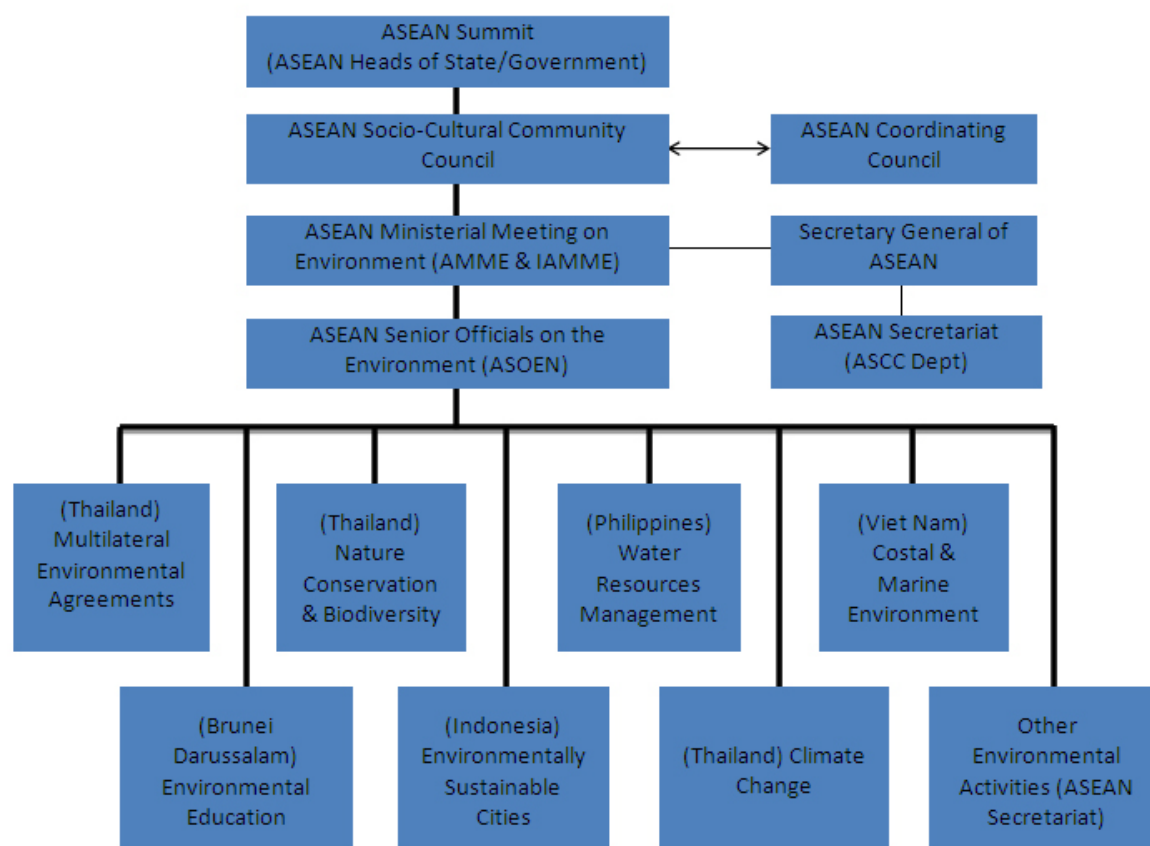 ASEAN Summit
(ASEAN Heads of State/Government)
ASEAN Socio-Cultural Community
Council
ASEAN Coordinating
Council
ASEAN Ministerial Meeting on
Environment (AMME & IAMME)
Secretary General of
ASEAN
ASEAN Senior Officials on the
Environment (ASOEN)
ASEAN Secretariat
(ASCC Dept)
(Thailand)
Multilateral
Environmental
Agreements
(Thailand)
Nature
Conservation
& Biodiversity
(Philippines)
Water
Resources
Management
(Viet Nam)
Costal &
Marine
Environment
(Brunei
Darussalam)
Environmental
Education
(Indonesia)
Environmentally
Sustainable
Cities
(Thailand) Climate
Change
Other
Environmental
Activities (ASEAN
Secretariat)